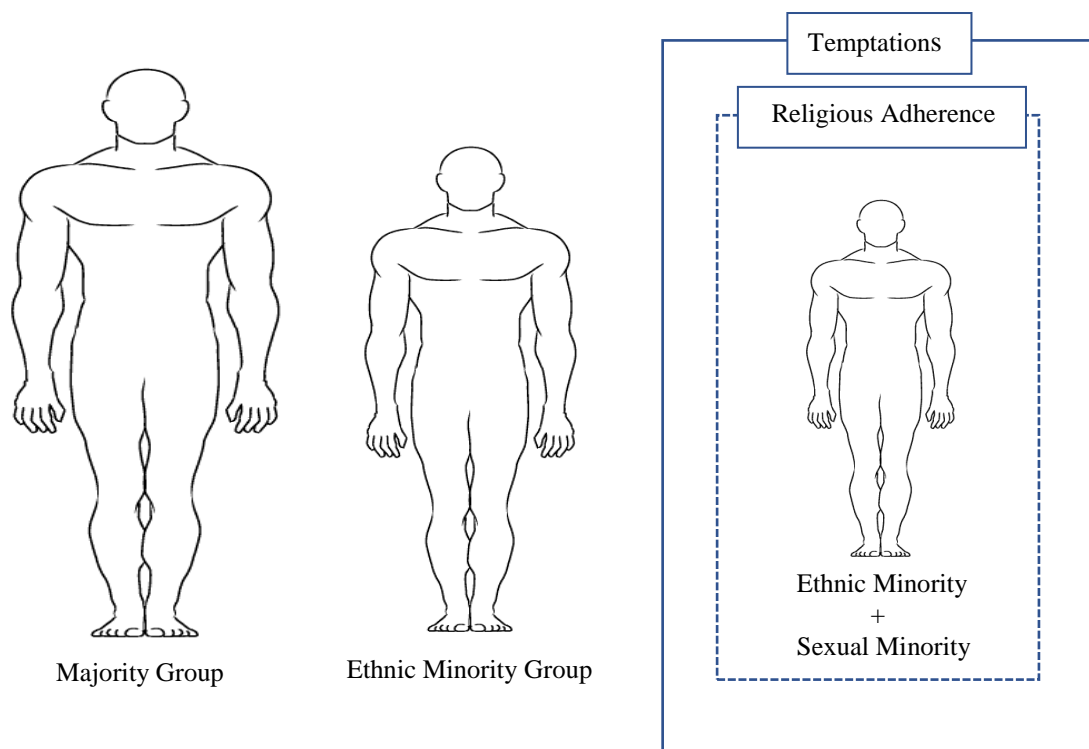 Temptations
Religious Adherence
Majority Group
Ethnic Minority Group
Ethnic Minority
+
Sexual Minority